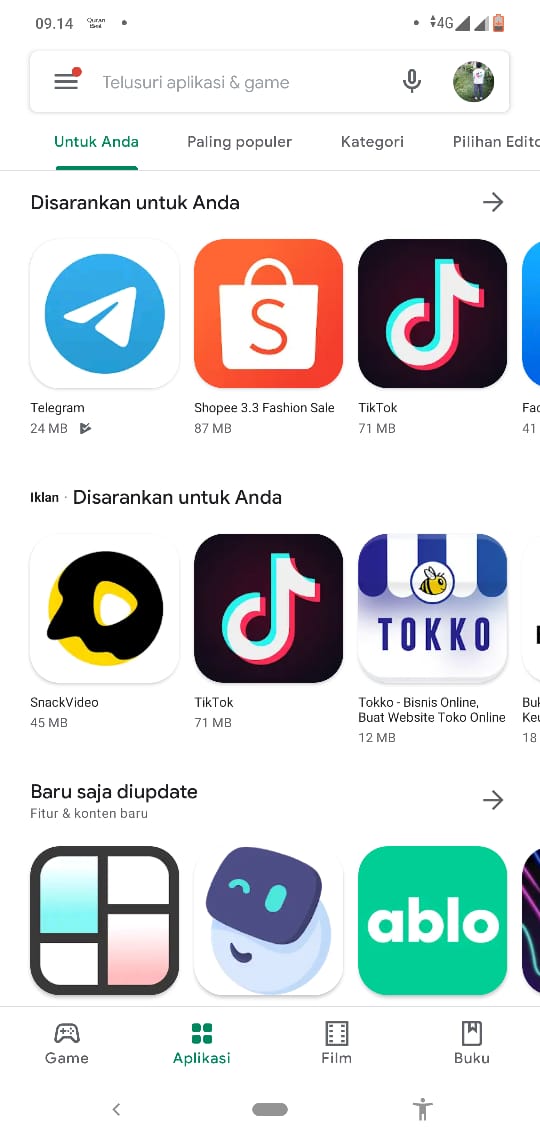 09.14
4G
Telusuri aplikasi & game
Untuk Anda
Paling populer
Kategori
Pilihan Edito
Disarankan untuk Anda
S
Telegram
24 MB
Shopee 3.3 Fashion Sale
87 MB
TikTok
71 MB
Fac
41
Iklan · Disarankan untuk Anda
TOKKO
SnackVideo
45 MB
TikTok
71 MB
Tokko - Bisnis Online,
Buat Website Toko Online
12 MB
Buk
Keu
18
Baru saja diupdate
Fitur & konten baru
ablo
Game
Aplikasi
Film
Buku